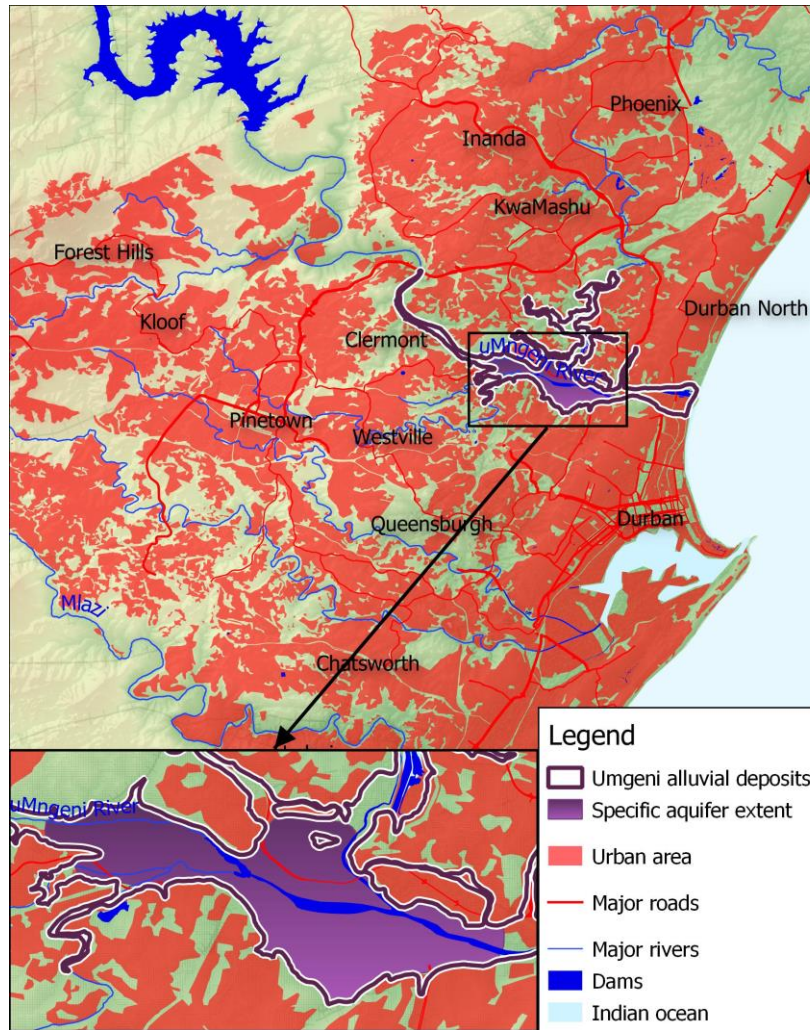 Phoenix
Inanda
KwaMashu
Forest Hills
Durban North
Kloof
Clermont
uMngeni River
Pinetown
Westville
Queensburgh
Durban
Mlazi
Chatsworth
uMngeni River
Legend
Umgeni alluvial deposits
Specific aquifer extent
Urban area
Major roads
Major rivers
Dams
Indian ocean